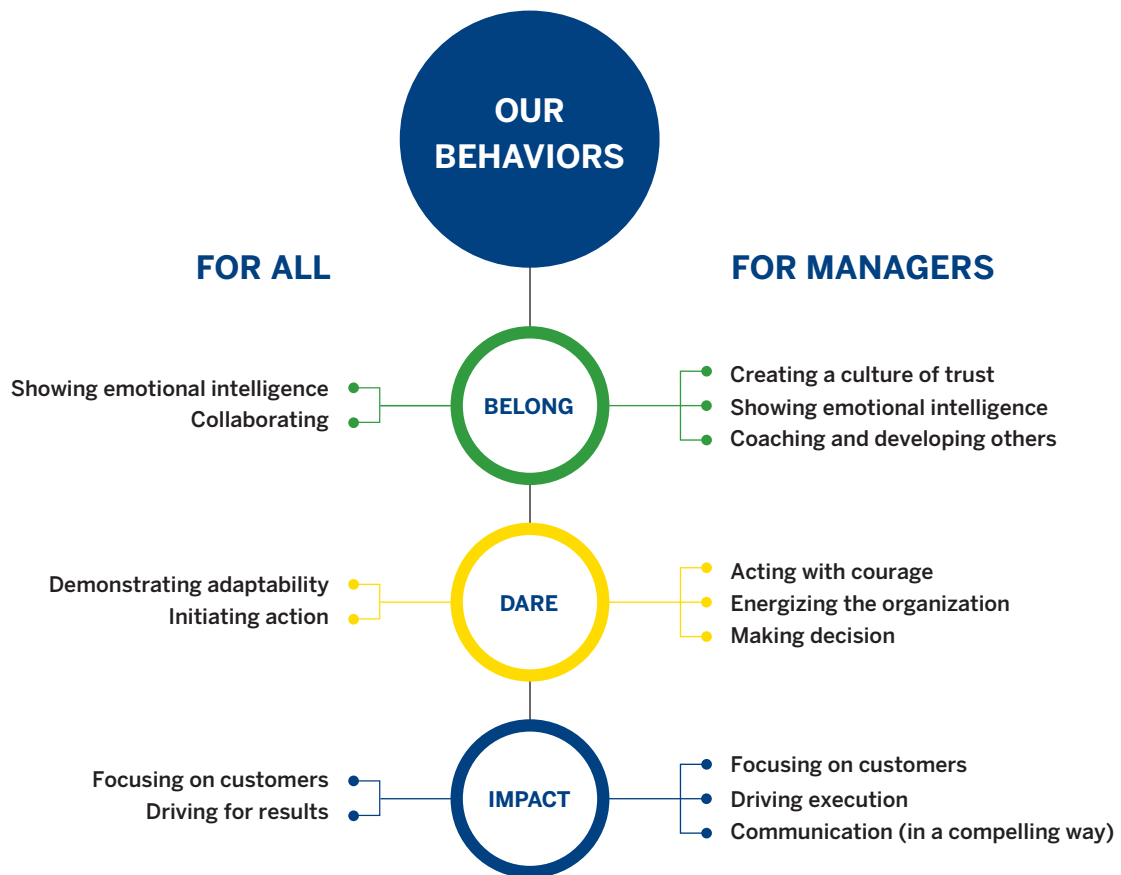 OUR
BEHAVIORS
FOR ALL
FOR MANAGERS
Showing emotional intelligence
Collaborating
BELONG
Creating a culture of trust
Showing emotional intelligence
Coaching and developing others
Demonstrating adaptability
Initiating action
DARE
Acting with courage
Energizing the organization
Making decision
Focusing on customers
Driving for results
IMPACT
Focusing on customers
Driving execution
Communication (in a compelling way)